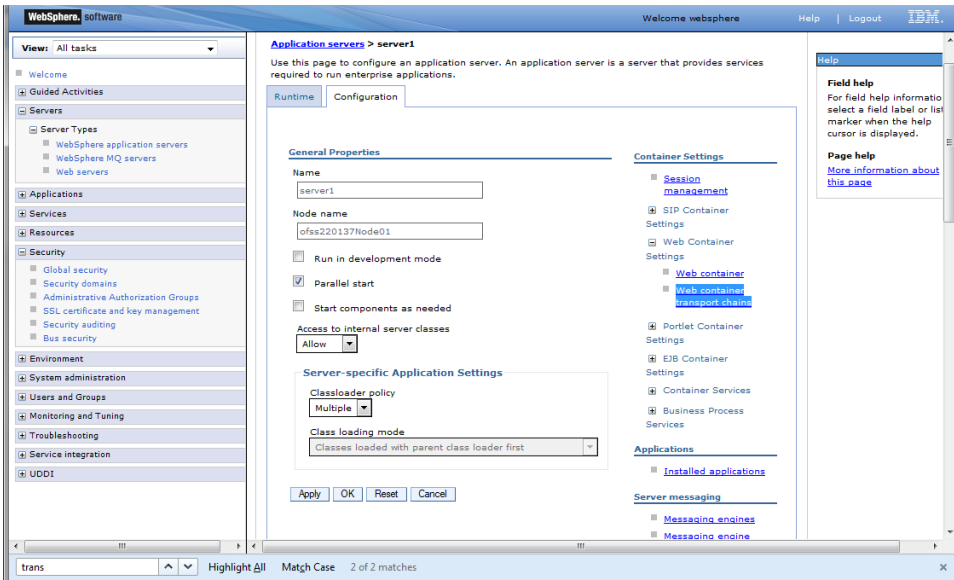 WebSphere. software
Welcome websphere
Help | Logout
IBM.
View: All tasks
Welcome
Guided Activities
Servers
Server Types
WebSphere application servers
WebSphere MQ servers
Web servers
Applications
Services
Resources
Security
Global security
Security domains
Administrative Authorization Groups
SSL certificate and key management
Security auditing
Bus security
Environment
System administration
Users and Groups
Monitoring and Tuning
Troubleshooting
Service integration
UDDI
Application servers > server1
Use this page to configure an application server. An application server is a server that provides services
required to run enterprise applications.
Runtime
Configuration
General Properties
Name
server1
Node name
ofss220137Node01
Run in development mode
Parallel start
Start components as needed
Access to internal server classes
Allow
Server-specific Application Settings
Classloader policy
Multiple
Class loading mode
Classes loaded with parent class loader first
Apply
OK
Reset
Cancel
Container Settings
Session
management
SIP Container
Settings
Web Container
Settings
Web container
Web container
transport chains
Portlet Container
Settings
EJB Container
Settings
Container Services
Business Process
Services
Applications
Installed applications
Server messaging
Messaging engines
Messaging engine
Help
Field help
For field help informatio
select a field label or list
marker when the help
cursor is displayed.
Page help
More information about
this page
trans
Highlight All
Match Case
2 of 2 matches